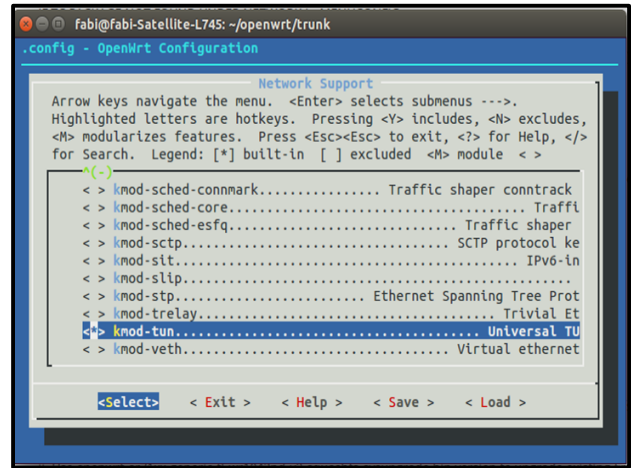 fabi@fabi-Satellite-L745: ~/openwrt/trunk
.config - OpenWrt Configuration
Network Support
Arrow keys navigate the menu. <Enter> selects submenus --->.
Highlighted letters are hotkeys. Pressing <Y> includes, <N> excludes,
<M> modularizes features. Press <Esc><Esc> to exit, <?> for Help, </>
for Search. Legend: [*] built-in [ ] excluded <M> module < >
^(-)
< > kmod-sched-connmark................ Traffic shaper conntrack
< > kmod-sched-core.................................... Traffi
< > kmod-sched-esfq............................ Traffic shaper
< > kmod-sctp................................. SCTP protocol ke
< > kmod-sit.......................................... IPv6-in
< > kmod-slip................................................
< > kmod-stp....................... Ethernet Spanning Tree Prot
< > kmod-trelay..................................... Trivial Et
<*> kmod-tun..................................... Universal TU
< > kmod-veth................................. Virtual ethernet
<Select> < Exit > < Help > < Save > < Load >